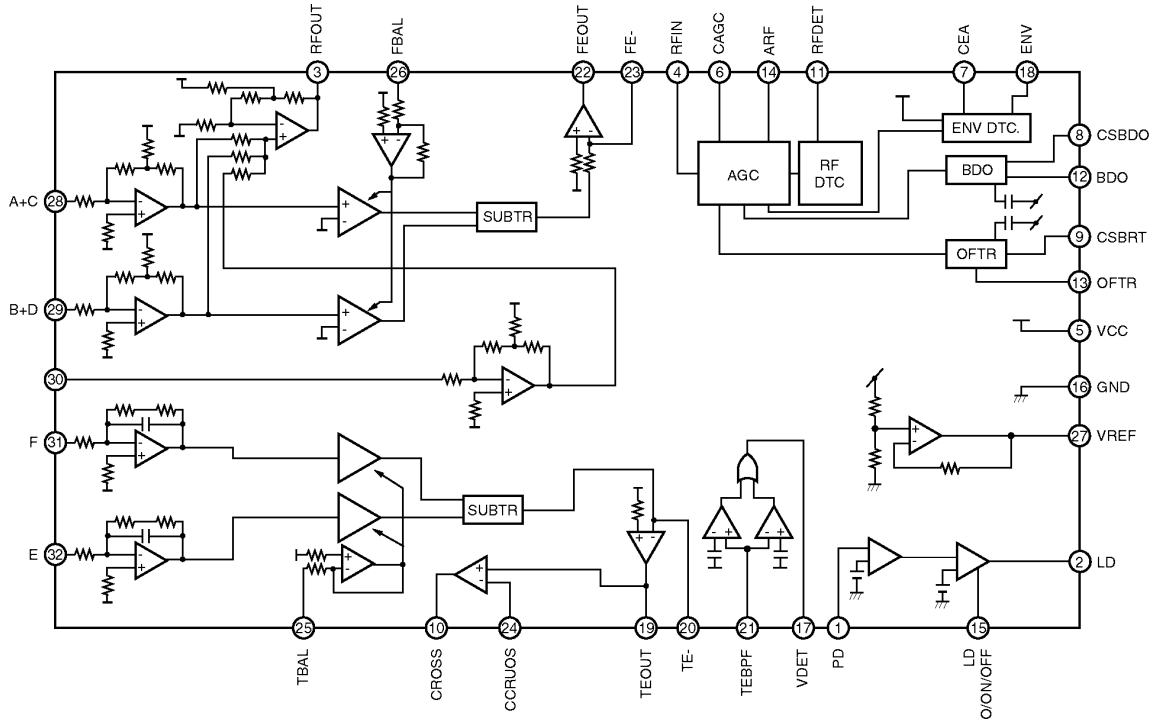 RFOUT
FBAL
FEOUT
FE-
RFIN
CAGC
ARF
RFDET
CEA
ENV
3
26
22
23
4
6
14
11
7
18
ENV DTC.
8 CSBDO
AGC
RF
DTC
BDO
12 BDO
A+C 28
SUBTR
9 CSBRT
OFTR
13 OFTR
B+D 29
5 VCC
30
16 GND
F 31
27 VREF
SUBTR
E 32
2 LD
25
10
24
19
20
21
17
1
15
TBAL
CROSS
CCRUOS
TEOUT
TE-
TEBPF
VDET
PD
LD
O/ON/OFF